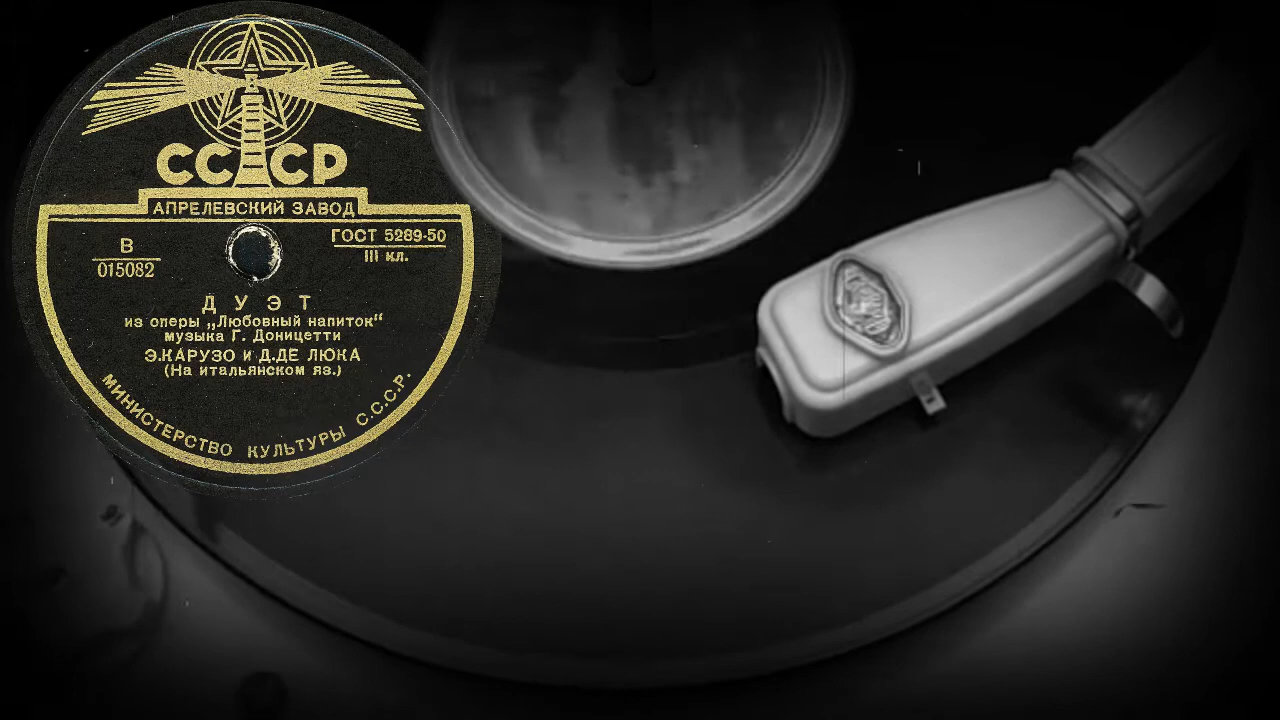 СССР
АПРЕЛЕВСКИЙ ЗАВОД
В
015082
ГОСТ 5289-50
III кл.
ДУЭТ
из оперы „Любовный напиток“
музыка Г. Доницетти
Э.КАРУЗО И Д.ДЕ ЛЮКА
(На итальянском яз.)
МИНИСТЕРСТВО КУЛЬТУРЫ С.С.С.Р.